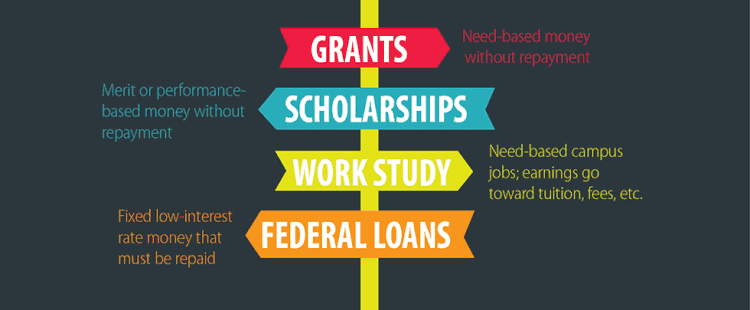 GRANTS
Need-based money
without repayment
Merit or performance-
based money without
repayment
SCHOLARSHIPS
WORK STUDY
Need-based campus
jobs; earnings go
toward tuition, fees, etc.
Fixed low-interest
rate money that
must be repaid
FEDERAL LOANS